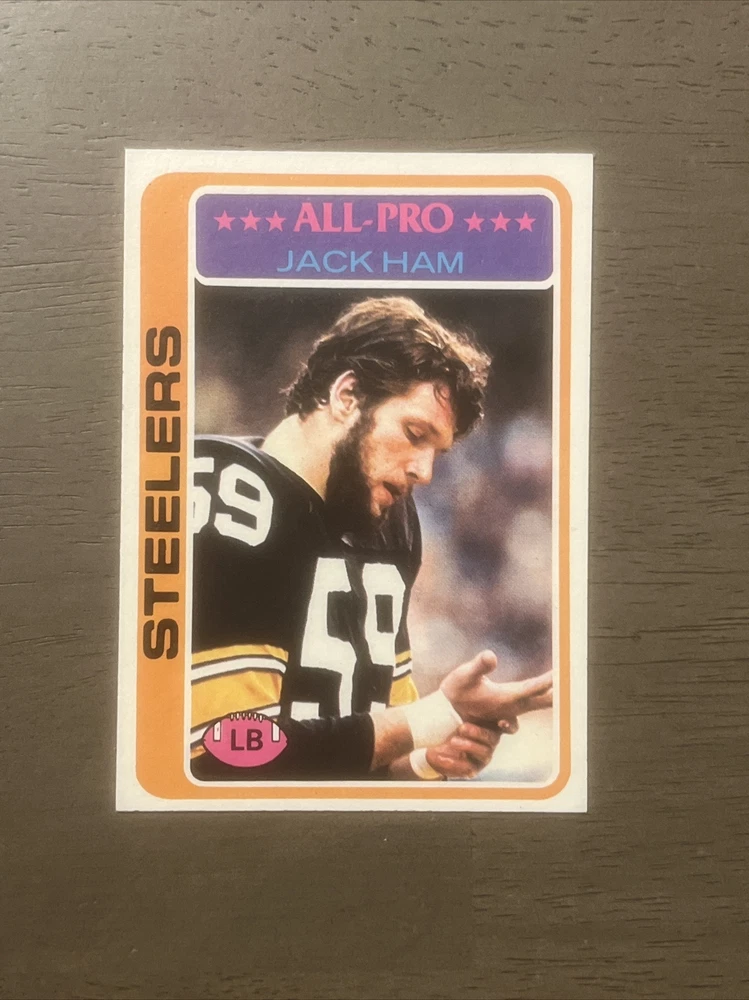 ★★★ ALL-PRO ★★★
JACK HAM
STEELERS
59
59
LB